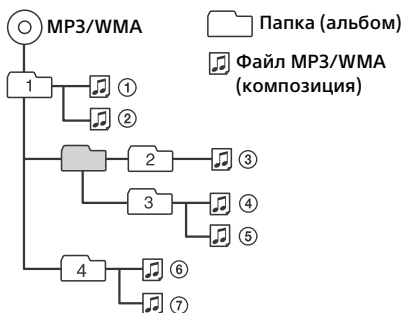 MP3/WMA
Папка (альбом)
Файл MP3/WMA
(композиция)
1
①
②
2
③
3
④
⑤
4
⑥
⑦